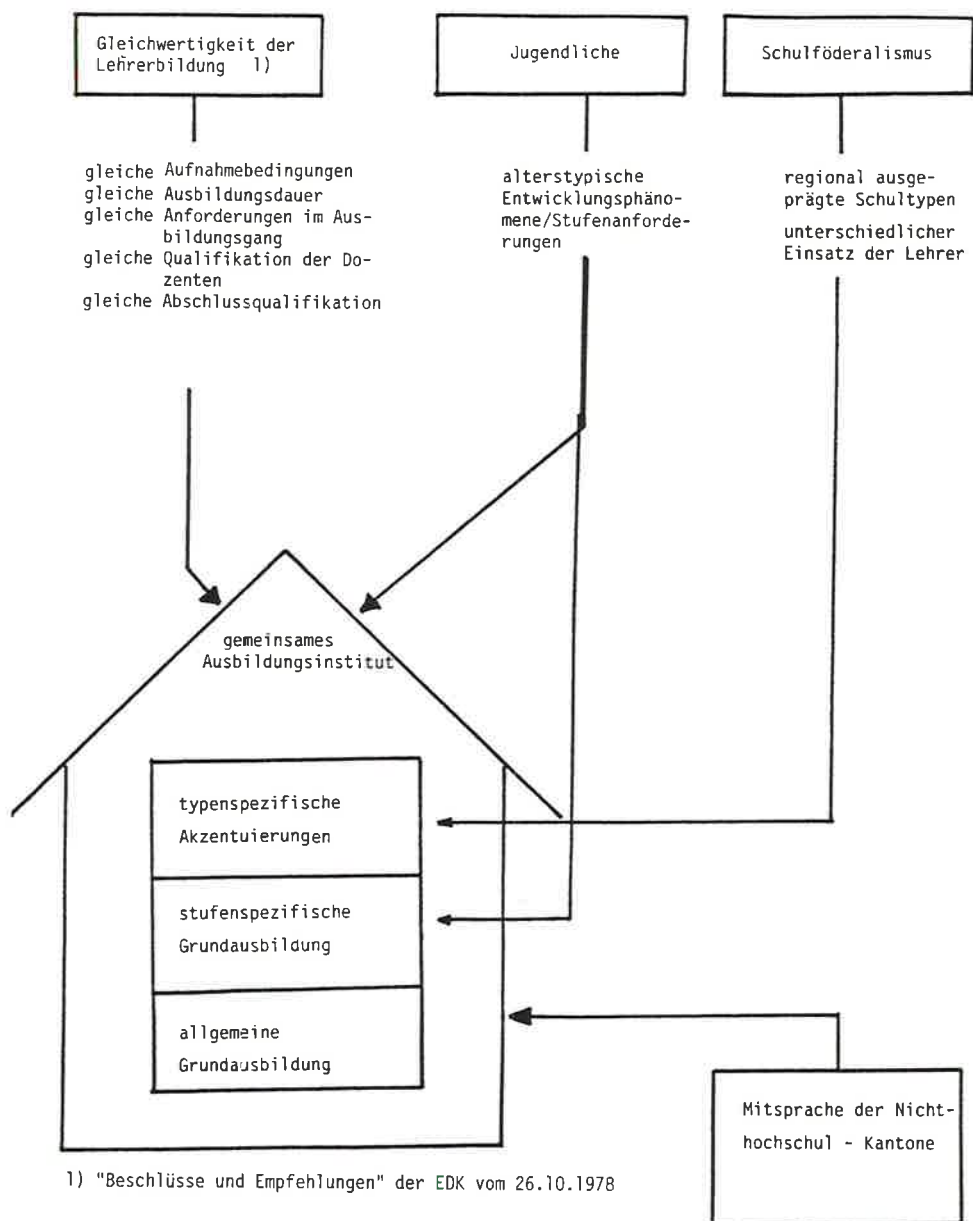 Gleichwertigkeit der
Lehrerbildung 1)
Jugendliche
Schulföderalismus
gleiche Aufnahmebedingungen
gleiche Ausbildungsdauer
gleiche Anforderungen im Aus-
bildungsgang
gleiche Qualifikation der Do-
zenten
gleiche Abschlussqualifikation
alterstypische
Entwicklungsphäno-
mene/Stufenanforde-
rungen
regional ausge-
prägte Schultypen
unterschiedlicher
Einsatz der Lehrer
gemeinsames
Ausbildungsinstitut
typenspezifische
Akzentuierungen
stufenspezifische
Grundausbildung
allgemeine
Grundausbildung
Mitsprache der Nicht-
hochschul - Kantone
1) "Beschlüsse und Empfehlungen" der EDK vom 26.10.1978